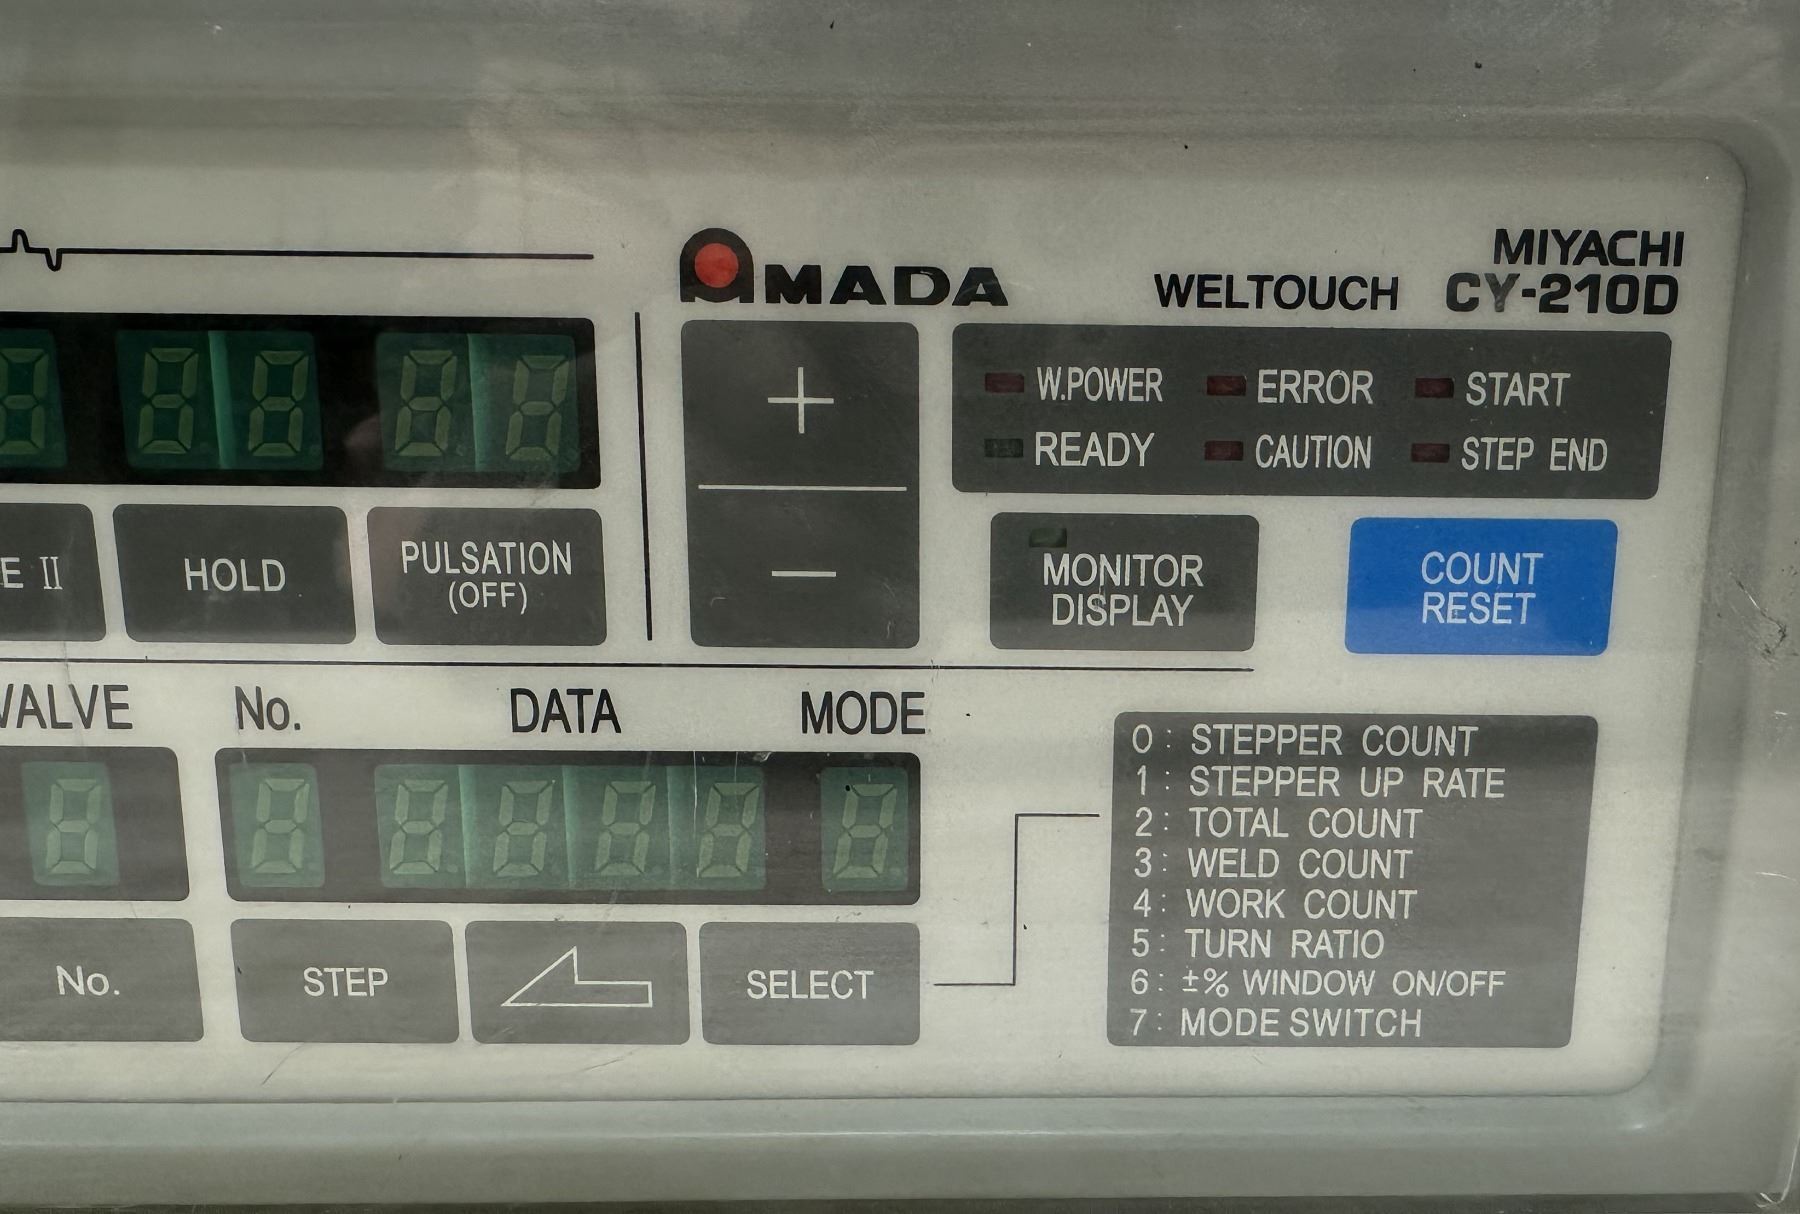 AMADA
MIYACHI
WELTOUCH CY-210D
+
−
W.POWER ERROR START
READY CAUTION STEP END
E II
HOLD
PULSATION
(OFF)
MONITOR
DISPLAY
COUNT
RESET
VALVE No. DATA MODE
No.
STEP
SELECT
0 : STEPPER COUNT
1 : STEPPER UP RATE
2 : TOTAL COUNT
3 : WELD COUNT
4 : WORK COUNT
5 : TURN RATIO
6 : ±% WINDOW ON/OFF
7 : MODE SWITCH